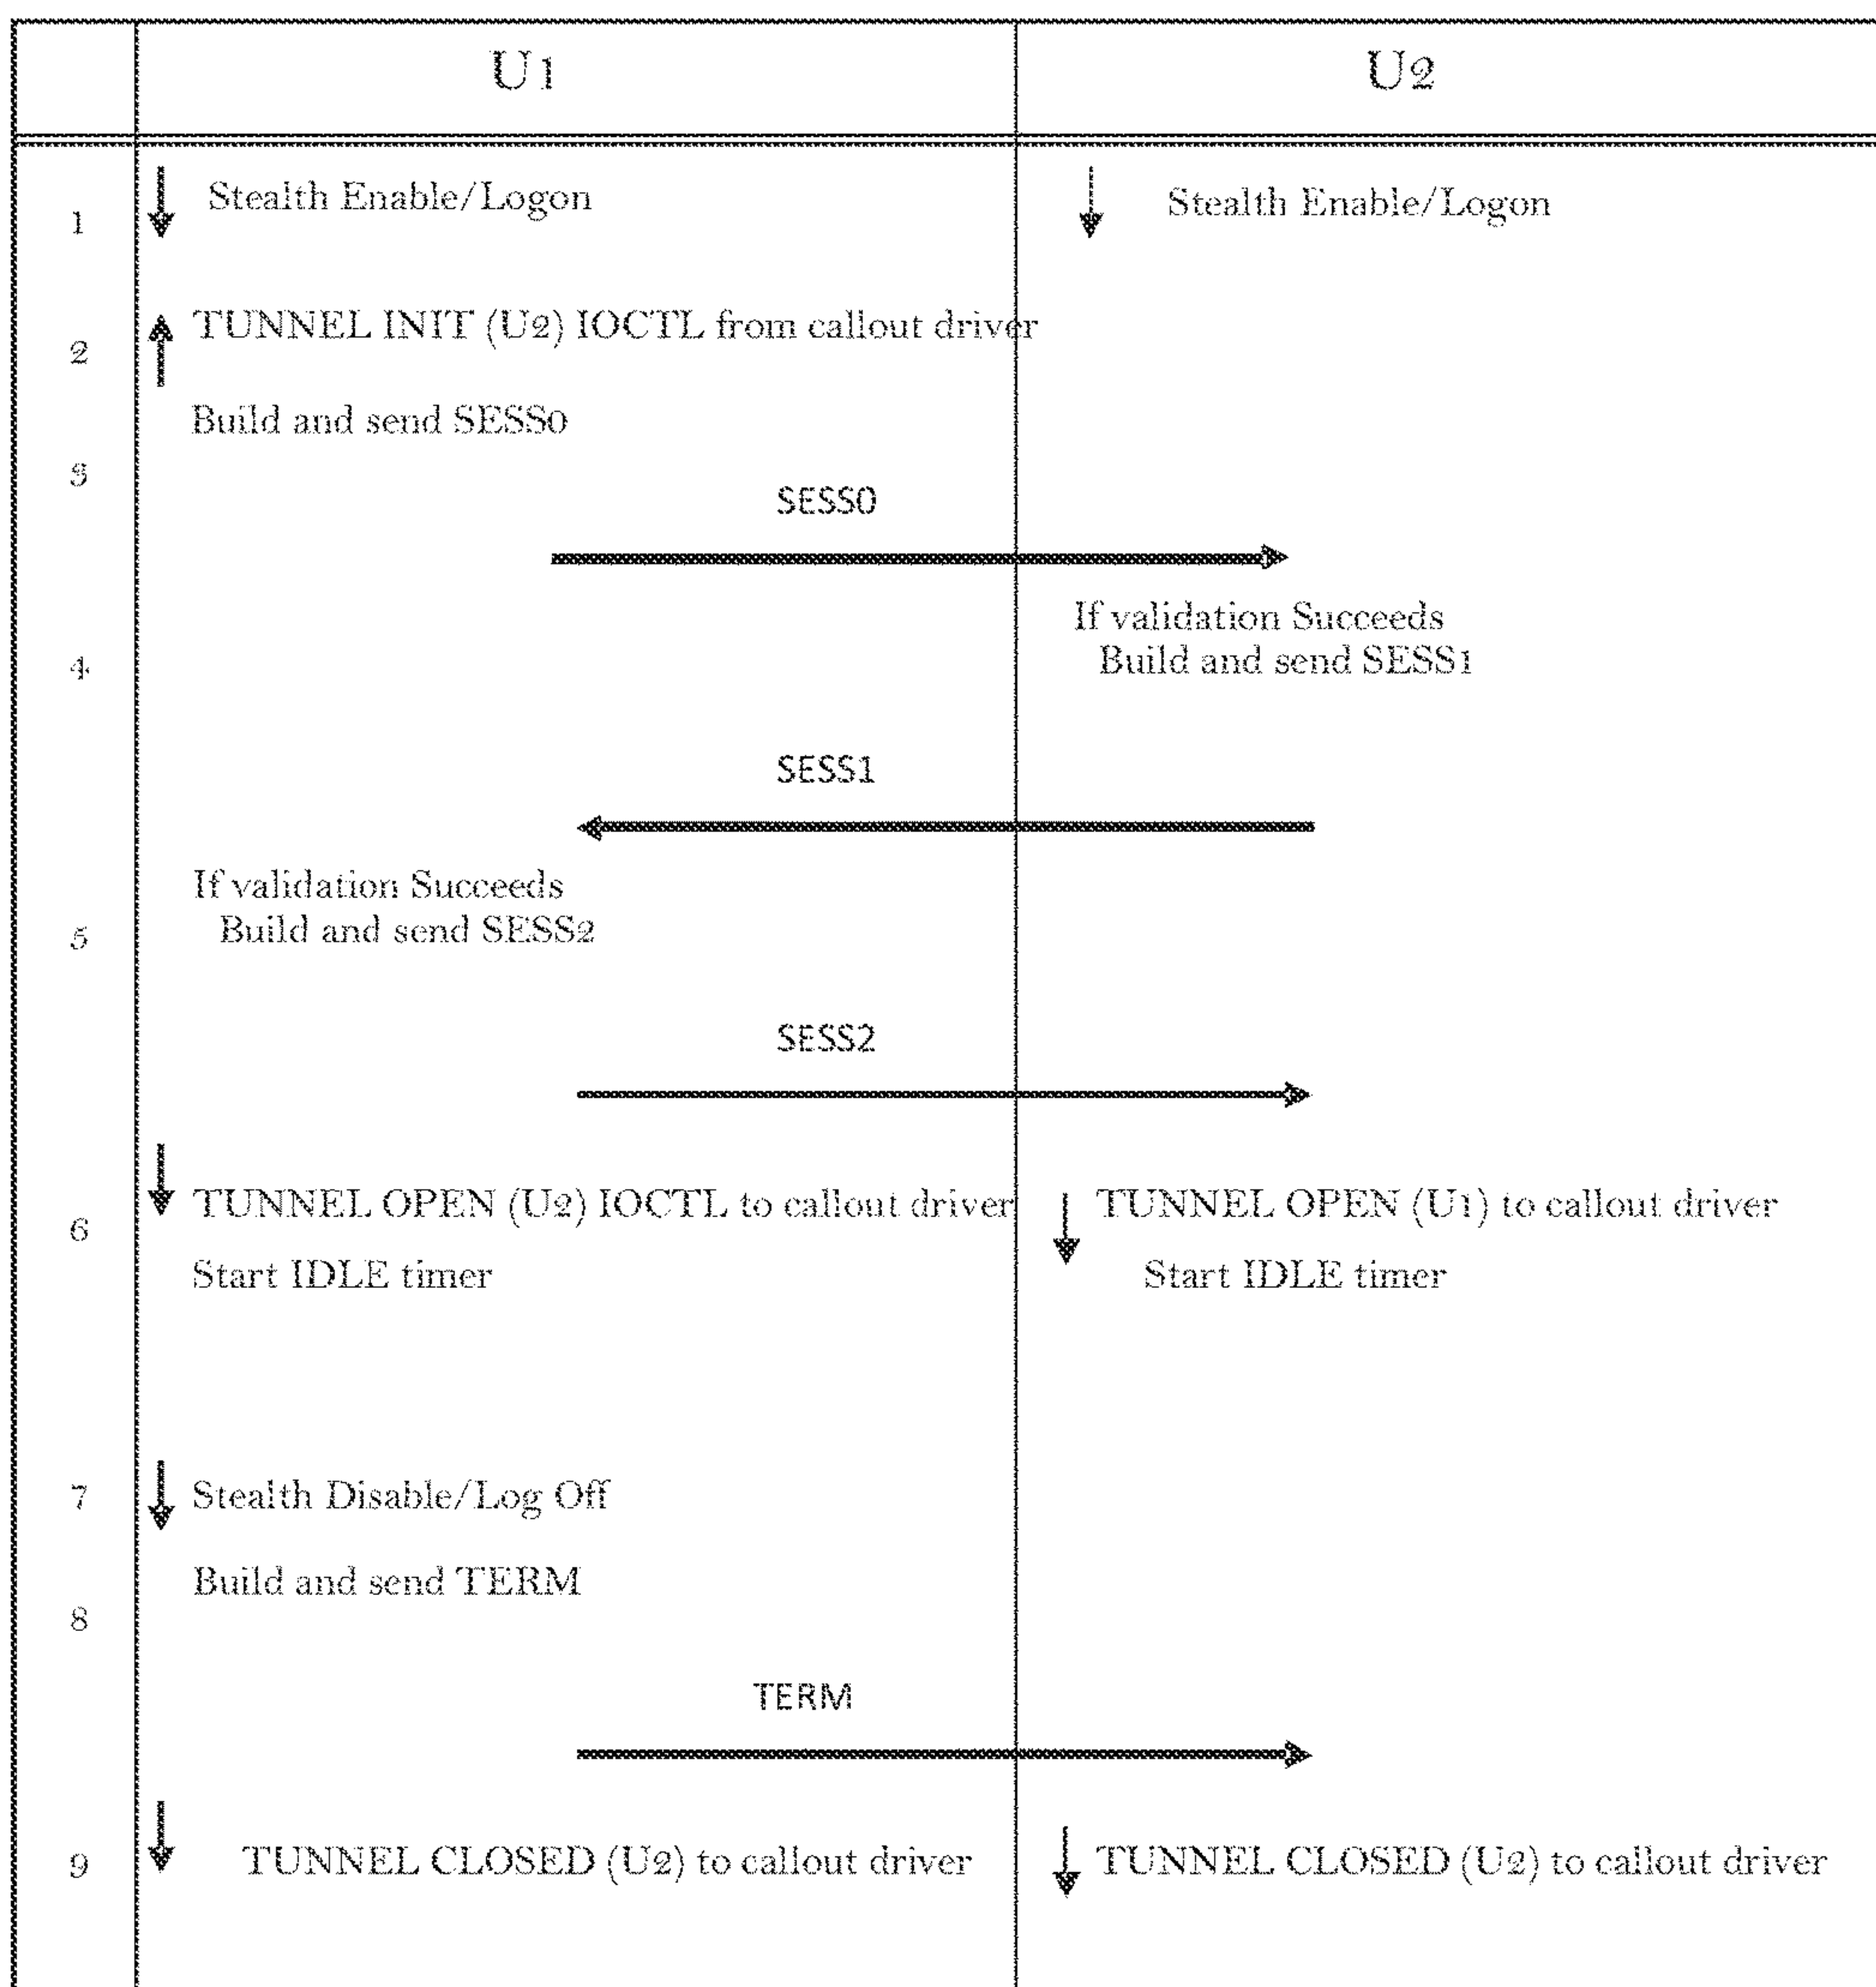 U1 U2
1 Stealth Enable/Logon Stealth Enable/Logon
2 TUNNEL INIT (U2) IOCTL from callout driver
Build and send SESS0
3
SESS0
If validation Succeeds
4 Build and send SESS1
SESS1
If validation Succeeds
5 Build and send SESS2
SESS2
6 TUNNEL OPEN (U2) IOCTL to callout driver TUNNEL OPEN (U1) to callout driver
Start IDLE timer Start IDLE timer
7 Stealth Disable/Log Off
Build and send TERM
8
TERM
9 TUNNEL CLOSED (U2) to callout driver TUNNEL CLOSED (U2) to callout driver